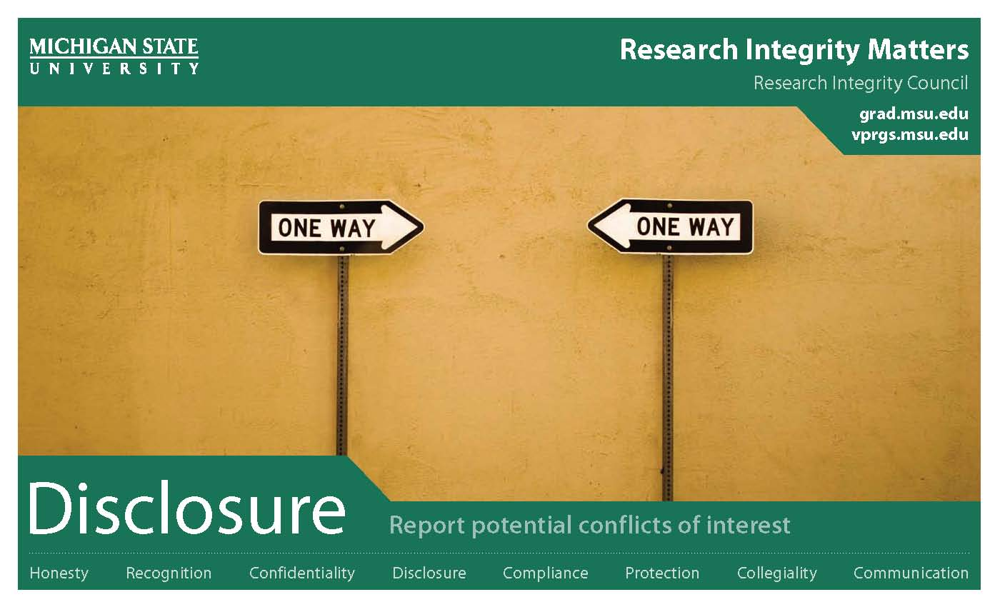 MICHIGAN STATE
UNIVERSITY
Research Integrity Matters
Research Integrity Council
grad.msu.edu
vprgs.msu.edu
ONE WAY
ONE WAY
Disclosure
Report potential conflicts of interest
Honesty Recognition Confidentiality Disclosure Compliance Protection Collegiality Communication